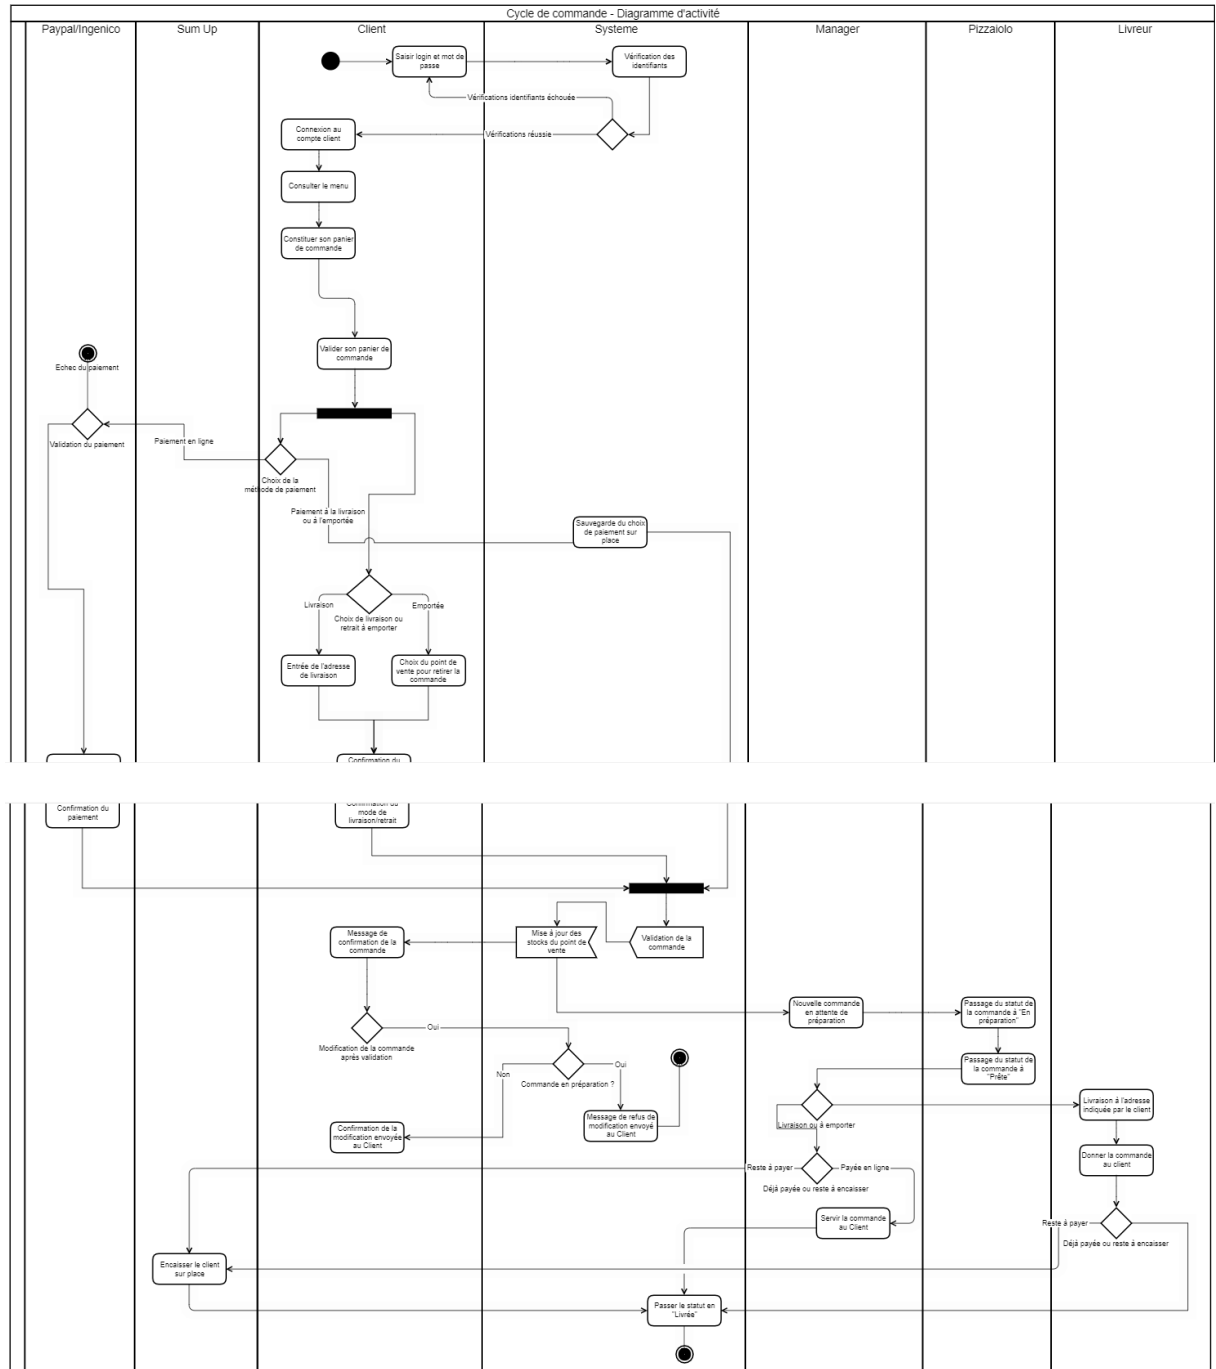 Cycle de commande - Diagramme d'activité
Paypal/Ingenico
Sum Up
Client
Systeme
Manager
Pizzaiolo
Livreur
Saisir login et mot de
passe
Vérification des
identifiants
Vérifications identifiants échouée
Connexion au
compte client
Vérifications réussie
Consulter le menu
Constituer son panier
de commande
Valider son panier de
commande
Echec du paiement
Validation du paiement
Paiement en ligne
Choix de la
méthode de paiement
Paiement à la livraison
ou à l'emportée
Sauvegarde du choix
de paiement sur
place
Livraison
Emportée
Choix de livraison ou
retrait à emporter
Entrée de l'adresse
de livraison
Choix du point de
vente pour retirer la
commande
Confirmation du
Confirmation du
paiement
Confirmation du
mode de
livraison/retrait
Message de
confirmation de la
commande
Mise à jour des
stocks du point de
vente
Validation de la
commande
Nouvelle commande
en attente de
préparation
Passage du statut de
la commande à "En
préparation"
Oui
Modification de la commande
après validation
Passage du statut de
la commande à
"Prête"
Non
Oui
Commande en préparation ?
Livraison à l'adresse
indiquée par le client
Message de refus de
modification envoyé
au Client
Livraison ou à emporter
Confirmation de la
modification envoyée
au Client
Donner la commande
au client
Reste à payer
Payée en ligne
Déjà payée ou reste à encaisser
Servir la commande
au Client
Reste à payer
Déjà payée ou reste à encaisser
Encaisser le client
sur place
Passer le statut en
"Livrée"